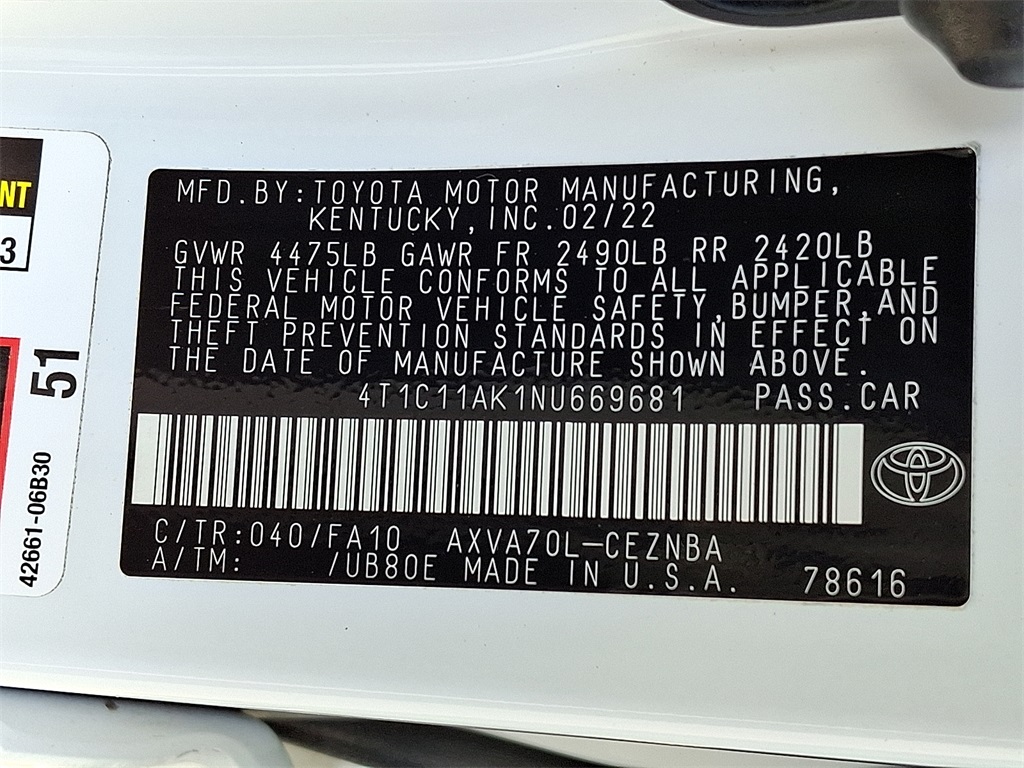 NT
3
51
42661-06B30
MFD.BY:TOYOTA MOTOR MANUFACTURING,
KENTUCKY,INC.02/22
GVWR 4475LB GAWR FR 2490LB RR 2420LB
THIS VEHICLE CONFORMS TO ALL APPLICABLE
FEDERAL MOTOR VEHICLE SAFETY,BUMPER,AND
THEFT PREVENTION STANDARDS IN EFFECT ON
THE DATE OF MANUFACTURE SHOWN ABOVE.
4T1C11AK1NU669681 PASS.CAR
C/TR:040/FA10 AXVA70L-CEZNBA
A/TM: /UB80E MADE IN U.S.A. 78616